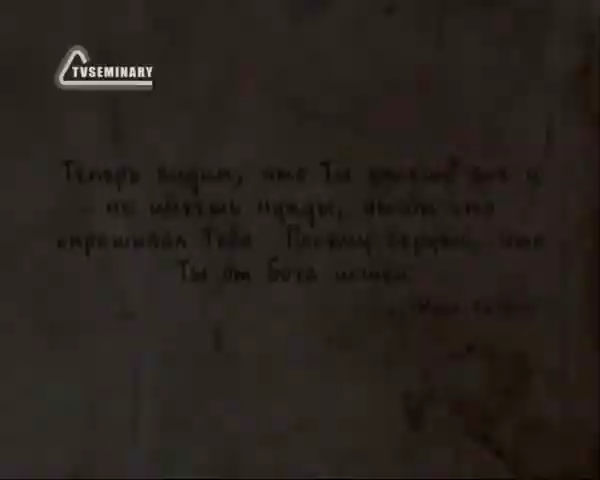 TVSEMINARY
Теперь видим, что Ты знаешь все и
не имеешь нужды, чтобы кто
спрашивал Тебя. Посему веруем, что
Ты от Бога исшел.